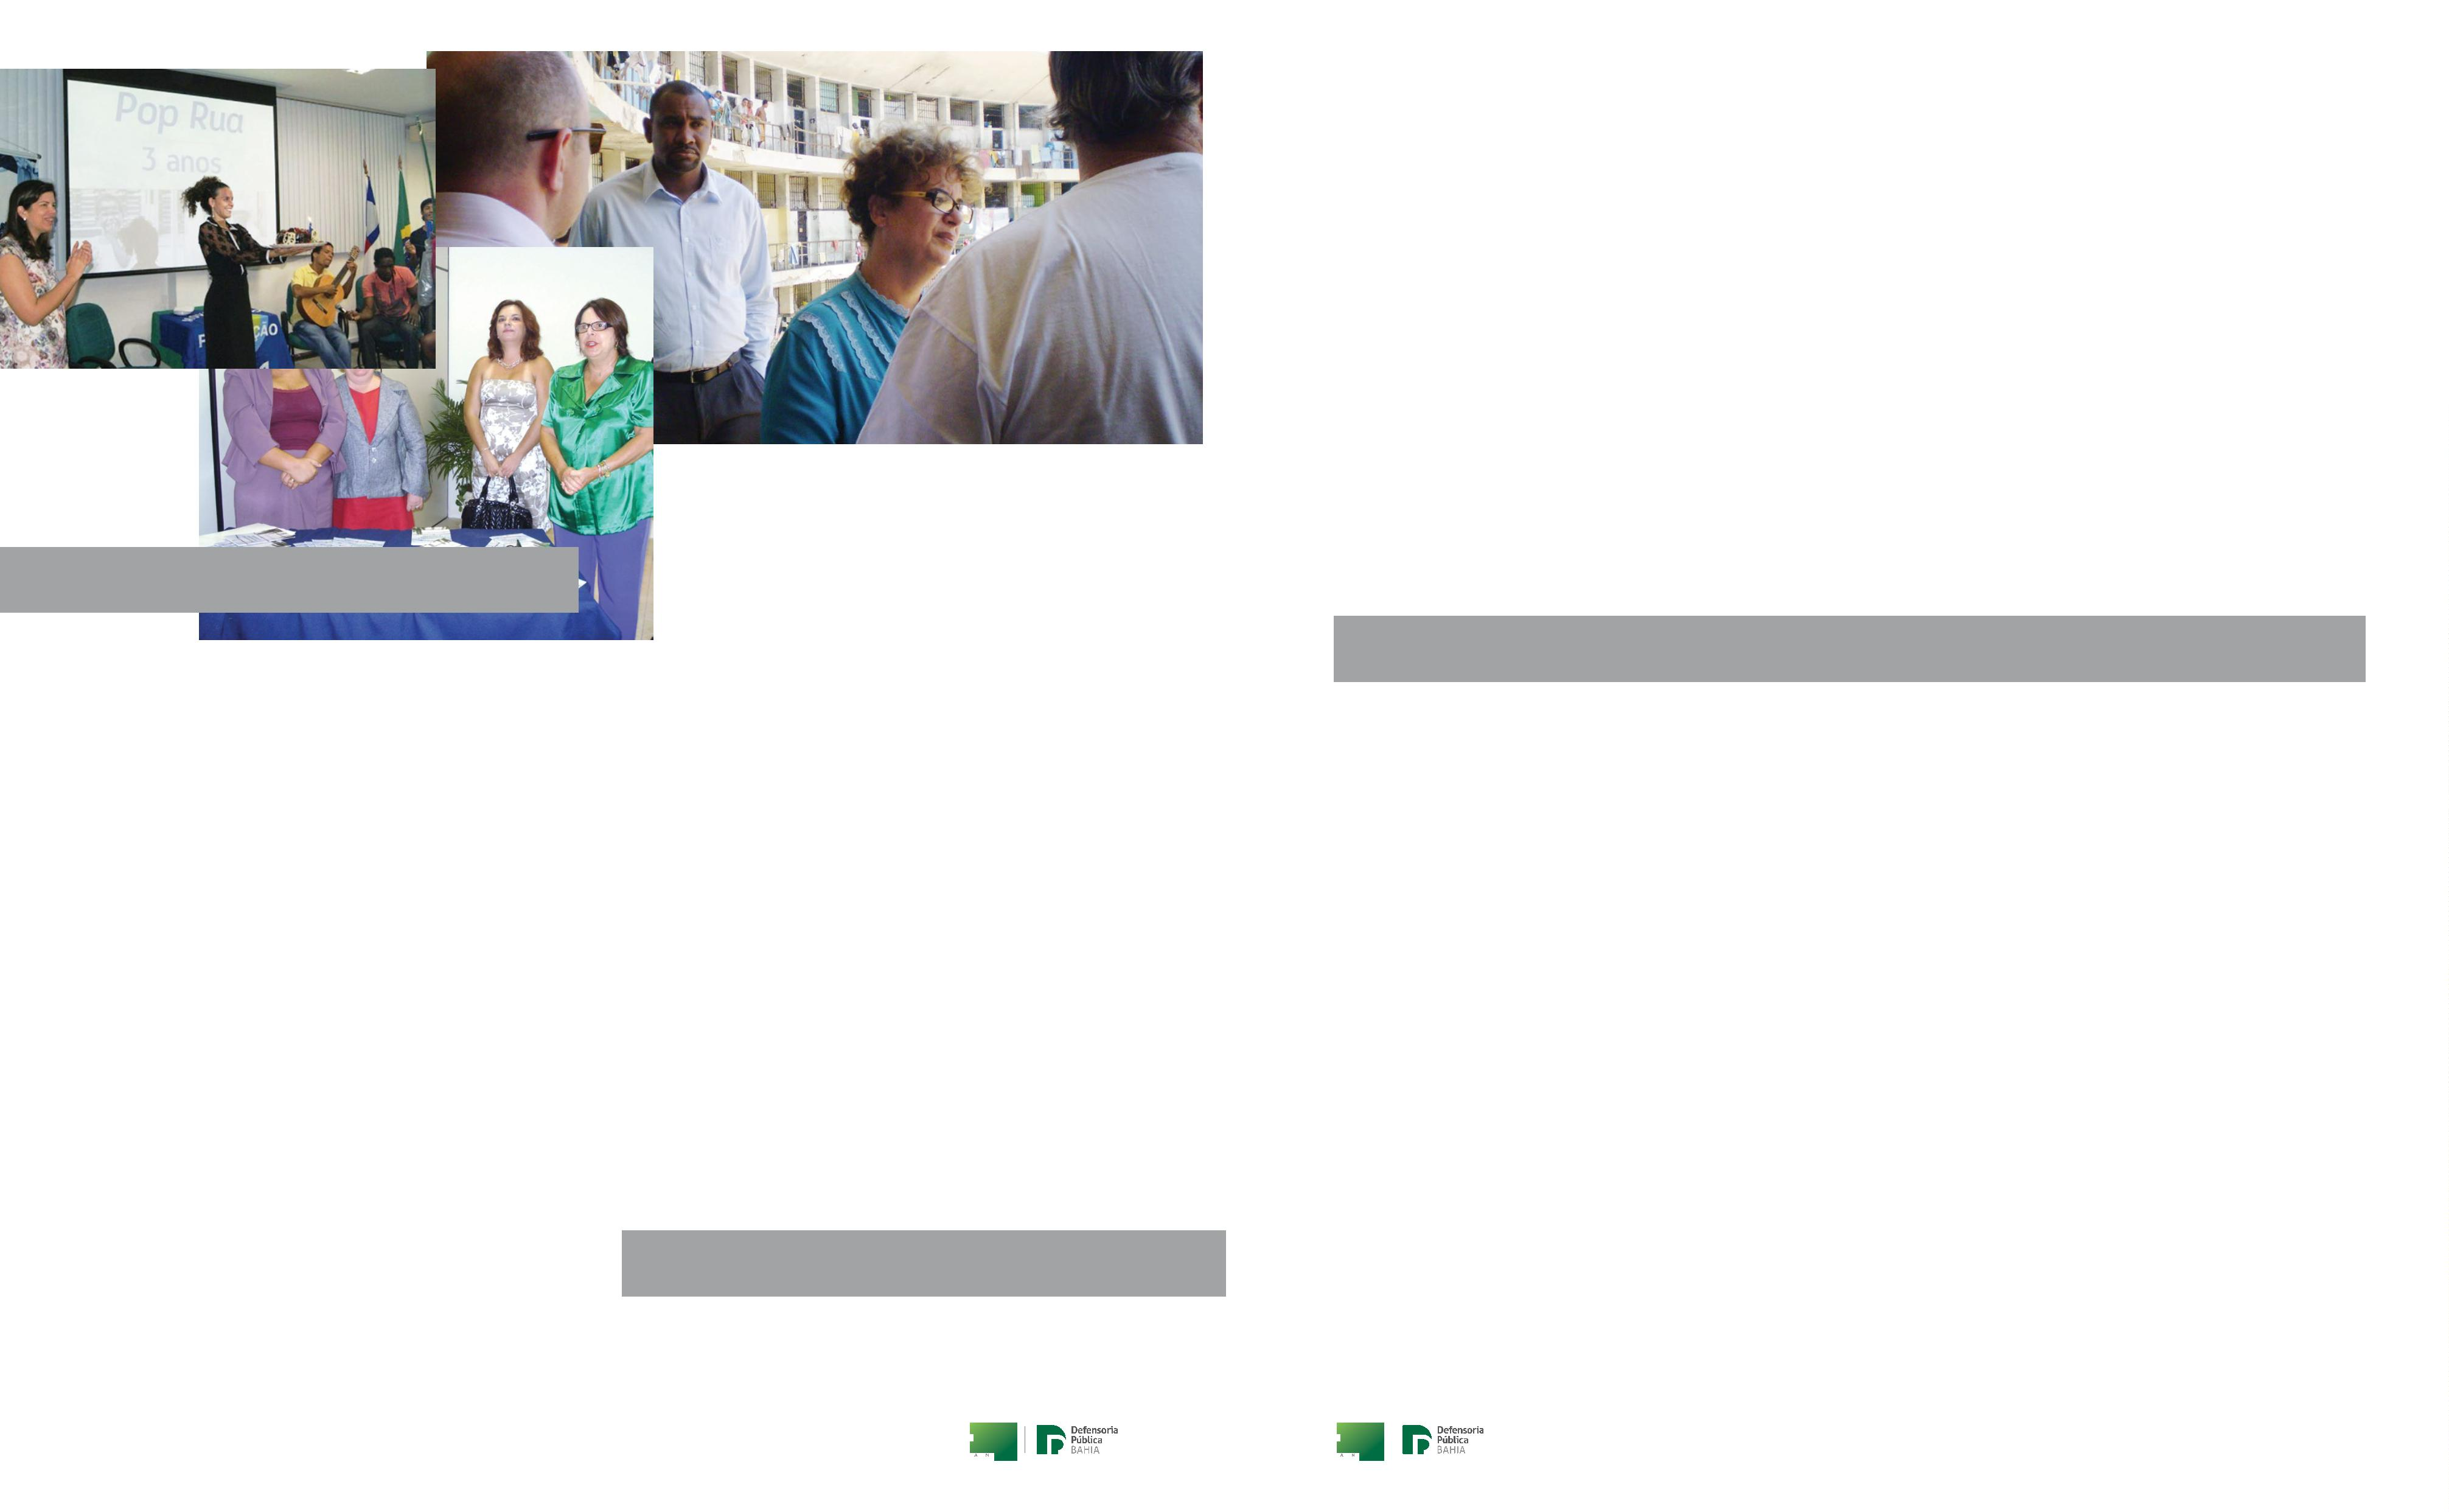 Pop Rua
3 anos
Defensoria
Pública
BAHIA
Defensoria
Pública
BAHIA